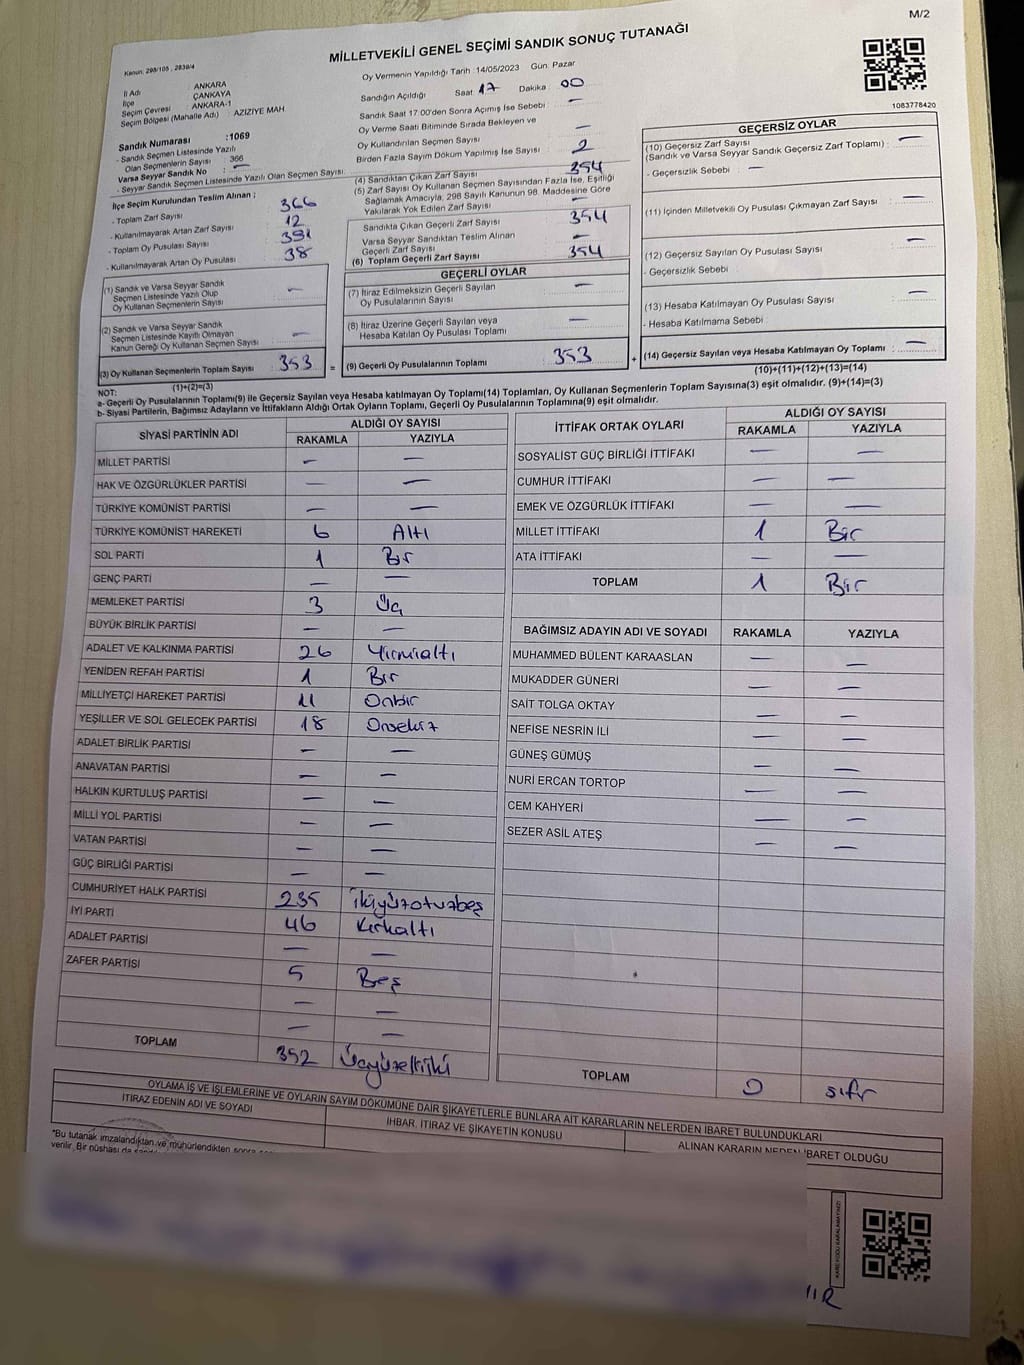 M/2
MİLLETVEKİLİ GENEL SEÇİMİ SANDIK SONUÇ TUTANAĞI
Kanun: 298/105 , 2839/4
İl Adı : ANKARA
İlçe : ÇANKAYA
Seçim Çevresi : ANKARA-1
Seçim Bölgesi (Mahalle Adı) : AZIZIYE MAH
Sandık Numarası :1069
- Sandık Seçmen Listesinde Yazılı
Olan Seçmenlerin Sayısı 366
Varsa Seyyar Sandık No : —
- Seyyar Sandık Seçmen Listesinde Yazılı Olan Seçmen Sayısı
İlçe Seçim Kurulundan Teslim Alınan ;
- Toplam Zarf Sayısı : 366
- Kullanılmayarak Artan Zarf Sayısı : 12
- Toplam Oy Pusulası Sayısı : 391
- Kullanılmayarak Artan Oy Pusulası : 38
(1) Sandık ve Varsa Seyyar Sandık
Seçmen Listesinde Yazılı Olup
Oy Kullanan Seçmenlerin Sayısı —
(2) Sandık ve Varsa Seyyar Sandık
Seçmen Listesinde Kayıtlı Olmayan
Kanun Gereği Oy Kullanan Seçmen Sayısı : —
(3) Oy Kullanan Seçmenlerin Toplam Sayısı : 353
(1)+(2)=(3)
Oy Vermenin Yapıldığı Tarih :14/05/2023 Gün: Pazar
Sandığın Açıldığı Saat 17 Dakika : 00
Sandık Saat 17:00'den Sonra Açımış İse Sebebi : —
Oy Verme Saati Bitiminde Sırada Bekleyen ve
Oy Kullandırılan Seçmen Sayısı : —
Birden Fazla Sayım Döküm Yapılmış İse Sayısı : 2
(4) Sandıktan Çıkan Zarf Sayısı : 354
(5) Zarf Sayısı Oy Kullanan Seçmen Sayısından Fazla İse, Eşitliği
Sağlamak Amacıyla, 298 Sayılı Kanunun 98. Maddesine Göre
Yakılarak Yok Edilen Zarf Sayısı —
Sandıkta Çıkan Geçerli Zarf Sayısı : 354
Varsa Seyyar Sandıktan Teslim Alınan
Geçerli Zarf Sayısı —
(6) Toplam Geçerli Zarf Sayısı : 354
GEÇERLİ OYLAR
(7) İtiraz Edilmeksizin Geçerli Sayılan
Oy Pusulalarının Sayısı —
(8) İtiraz Üzerine Geçerli Sayılan veya
Hesaba Katılan Oy Pusulası Toplamı —
= (9) Geçerli Oy Pusulalarının Toplamı 353 +
1083778420
GEÇERSİZ OYLAR
(10) Geçersiz Zarf Sayısı
(Sandık ve Varsa Seyyar Sandık Geçersiz Zarf Toplamı) : —
- Geçersizlik Sebebi : —
(11) İçinden Milletvekili Oy Pusulası Çıkmayan Zarf Sayısı : —
(12) Geçersiz Sayılan Oy Pusulası Sayısı : —
- Geçersizlik Sebebi :
(13) Hesaba Katılmayan Oy Pusulası Sayısı : —
- Hesaba Katılmama Sebebi :
(14) Geçersiz Sayılan veya Hesaba Katılmayan Oy Toplamı : —
(10)+(11)+(12)+(13)=(14)
NOT:
a- Geçerli Oy Pusulalarının Toplamı(9) ile Geçersiz Sayılan veya Hesaba katılmayan Oy Toplamı(14) Toplamları, Oy Kullanan Seçmenlerin Toplam Sayısına(3) eşit olmalıdır. (9)+(14)=(3)
b- Siyasi Partilerin, Bağımsız Adayların ve İttifakların Aldığı Ortak Oyların Toplamı, Geçerli Oy Pusulalarının Toplamına(9) eşit olmalıdır.
SİYASİ PARTİNİN ADI ALDIĞI OY SAYISI
RAKAMLA YAZIYLA
MİLLET PARTİSİ — —
HAK VE ÖZGÜRLÜKLER PARTİSİ — —
TÜRKİYE KOMÜNİST PARTİSİ — —
TÜRKİYE KOMÜNİST HAREKETİ 6 Altı
SOL PARTİ 1 Bir
GENÇ PARTİ — —
MEMLEKET PARTİSİ 3 Üç
BÜYÜK BİRLİK PARTİSİ — —
ADALET VE KALKINMA PARTİSİ 26 Yirmialtı
YENİDEN REFAH PARTİSİ 1 Bir
MİLLİYETÇİ HAREKET PARTİSİ 11 Onbir
YEŞİLLER VE SOL GELECEK PARTİSİ 18 Onsekiz
ADALET BİRLİK PARTİSİ — —
ANAVATAN PARTİSİ — —
HALKIN KURTULUŞ PARTİSİ — —
MİLLİ YOL PARTİSİ — —
VATAN PARTİSİ — —
GÜÇ BİRLİĞİ PARTİSİ — —
CUMHURİYET HALK PARTİSİ 235 ikiyüzotuzbeş
İYİ PARTİ 46 Kırkaltı
ADALET PARTİSİ — —
ZAFER PARTİSİ 5 Beş
— —
— —
TOPLAM 352 Üçyüzelliiki
İTTİFAK ORTAK OYLARI ALDIĞI OY SAYISI
RAKAMLA YAZIYLA
SOSYALİST GÜÇ BİRLİĞİ İTTİFAKI — —
CUMHUR İTTİFAKI — —
EMEK VE ÖZGÜRLÜK İTTİFAKI — —
MİLLET İTTİFAKI 1 Bir
ATA İTTİFAKI — —
TOPLAM 1 Bir
BAĞIMSIZ ADAYIN ADI VE SOYADI RAKAMLA YAZIYLA
MUHAMMED BÜLENT KARAASLAN — —
MUKADDER GÜNERİ — —
SAİT TOLGA OKTAY — —
NEFİSE NESRİN İLİ — —
GÜNEŞ GÜMÜŞ — —
NURİ ERCAN TORTOP — —
CEM KAHYERİ — —
SEZER ASİL ATEŞ — —
TOPLAM 0 sıfır
OYLAMA İŞ VE İŞLEMLERİNE VE OYLARIN SAYIM DÖKÜMÜNE DAİR ŞİKAYETLERLE BUNLARA AİT KARARLARIN NELERDEN İBARET BULUNDUKLARI
İTİRAZ EDENİN ADI VE SOYADI İHBAR, İTİRAZ VE ŞİKAYETİN KONUSU ALINAN KARARIN NEDEN İBARET OLDUĞU
"Bu tutanak imzalandıktan ve mühürlendikten sonra
verilir. Bir nüshası da
KARE KODU KARALAMAYINIZ!